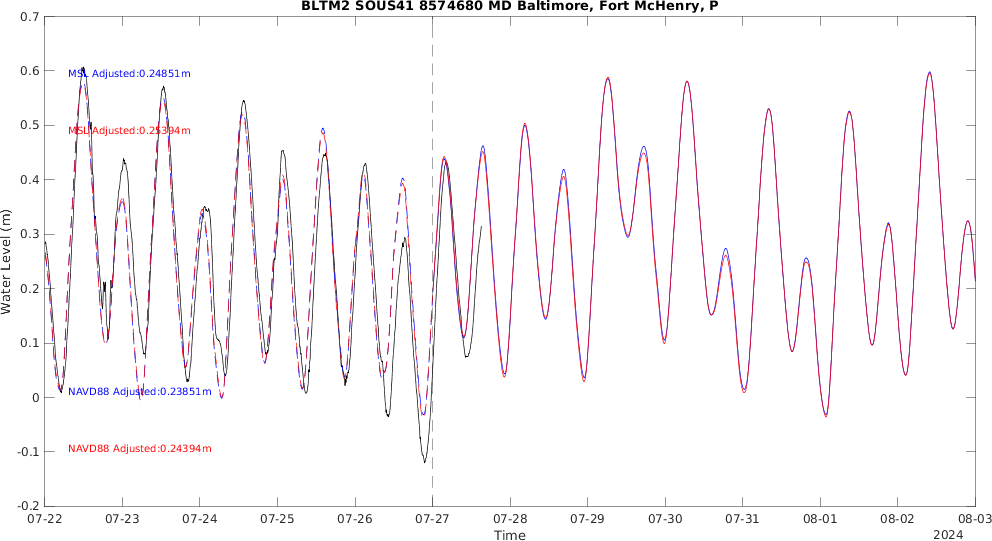 BLTM2 SOUS41 8574680 MD Baltimore, Fort McHenry, P
0.7
0.6
0.5
0.4
0.3
0.2
0.1
0
-0.1
-0.2
Water Level (m)
MSL Adjusted:0.24851m
MSL Adjusted:0.25394m
NAVD88 Adjusted:0.23851m
NAVD88 Adjusted:0.24394m
07-22 07-23 07-24 07-25 07-26 07-27 07-28 07-29 07-30 07-31 08-01 08-02 08-03
Time
2024